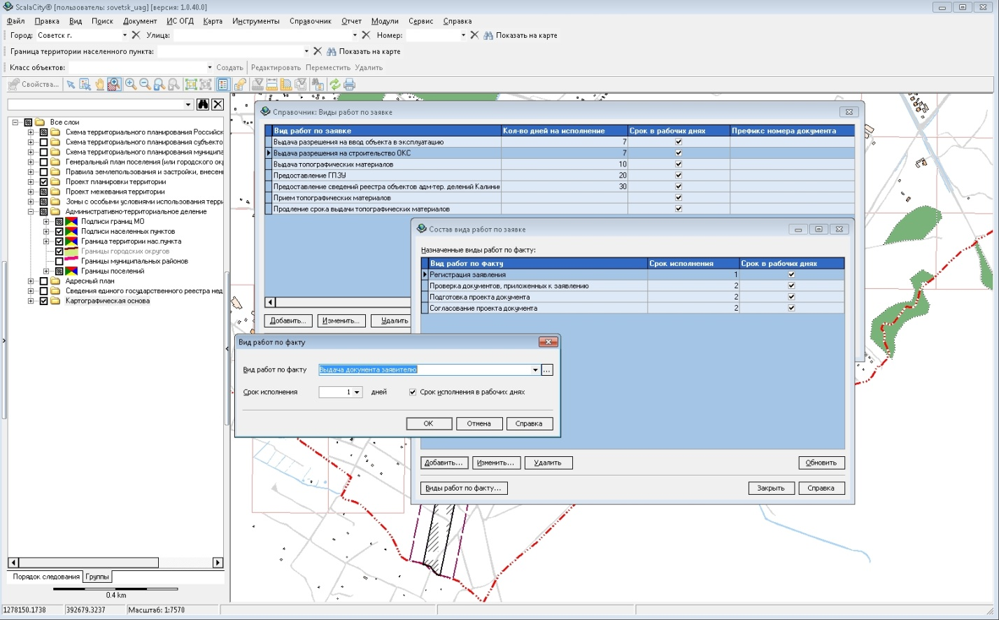 ScalaCity® [пользователь: sovetsk_uag] [версия: 1.0.40.0]
Файл Правка Вид Поиск Документ ИС ОГД Карта Инструменты Справочник Отчет Модули Сервис Справка
Город: Советск г. Улица: Номер: Показать на карте
Граница территории населенного пункта: Показать на карте
Класс объектов: Создать Редактировать Переместить Удалить
Свойства...
Все слои
Схема территориального планирования Российск
Схема территориального планирования субъекто
Схема территориального планирования муниципа
Генеральный план поселения (или городского окр
Правила землепользования и застройки, внесен
Проект планировки территории
Проект межевания территории
Зоны с особыми условиями использования терри
Административно-территориальное деление
Подписи границ МО
Подписи населенных пунктов
Граница территории нас.пункта
Границы городских округов
Границы муниципальных районов
Границы поселений
Адресный план
Сведения единого государственного реестра нед
Картографическая основа
Порядок следования Группы
0.4 km
1278150.1738 392679.3237 Масштаб: 1:7570
Справочник: Виды работ по заявке
Вид работ по заявке Кол-во дней на исполнение Срок в рабочих днях Префикс номера документа
Выдача разрешения на ввод объекта в эксплуатацию 7
Выдача разрешения на строительство ОКС 7
Выдача топографических материалов 10
Предоставление ГПЗУ 20
Предоставление сведений реестра объектов адм-тер. делений Калинин 30
Прием топографических материалов
Продление срока выдачи топографических материалов
Добавить... Изменить... Удалить
Состав вида работ по заявке
Назначенные виды работ по факту:
Вид работ по факту Срок исполнения Срок в рабочих днях
Регистрация заявления 1
Проверка документов, приложенных к заявлению 2
Подготовка проекта документа 2
Согласование проекта документа 2
Добавить... Изменить... Удалить Обновить
Виды работ по факту... Закрыть Справка
Вид работ по факту
Вид работ по факту Выдача документа заявителю ...
Срок исполнения 1 дней Срок исполнения в рабочих днях
ОК Отмена Справка